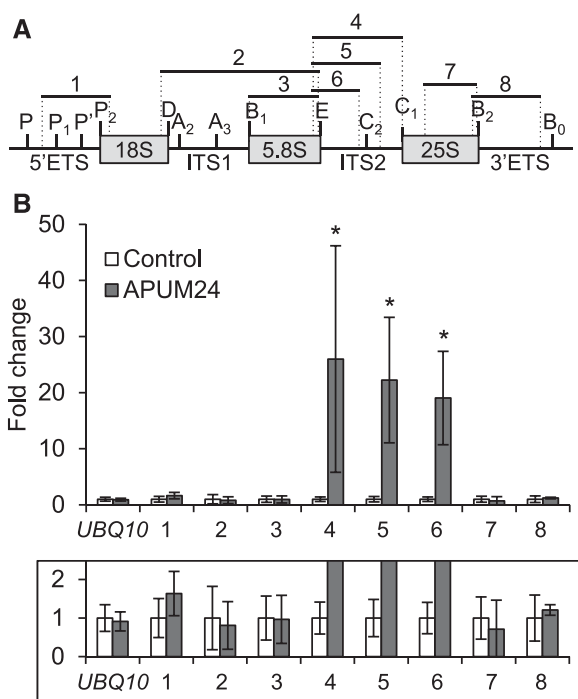 A
4
2 5
1 3 6 7 8
P P₁ P' P₂ D A₂ A₃ B₁ E C₂ C₁ B₂ B₀
18S 5.8S 25S
5'ETS ITS1 ITS2 3'ETS
B
Fold change
50
40
30
20
10
0
Control
APUM24
* * *
UBQ10 1 2 3 4 5 6 7 8
2
1
0
UBQ10 1 2 3 4 5 6 7 8